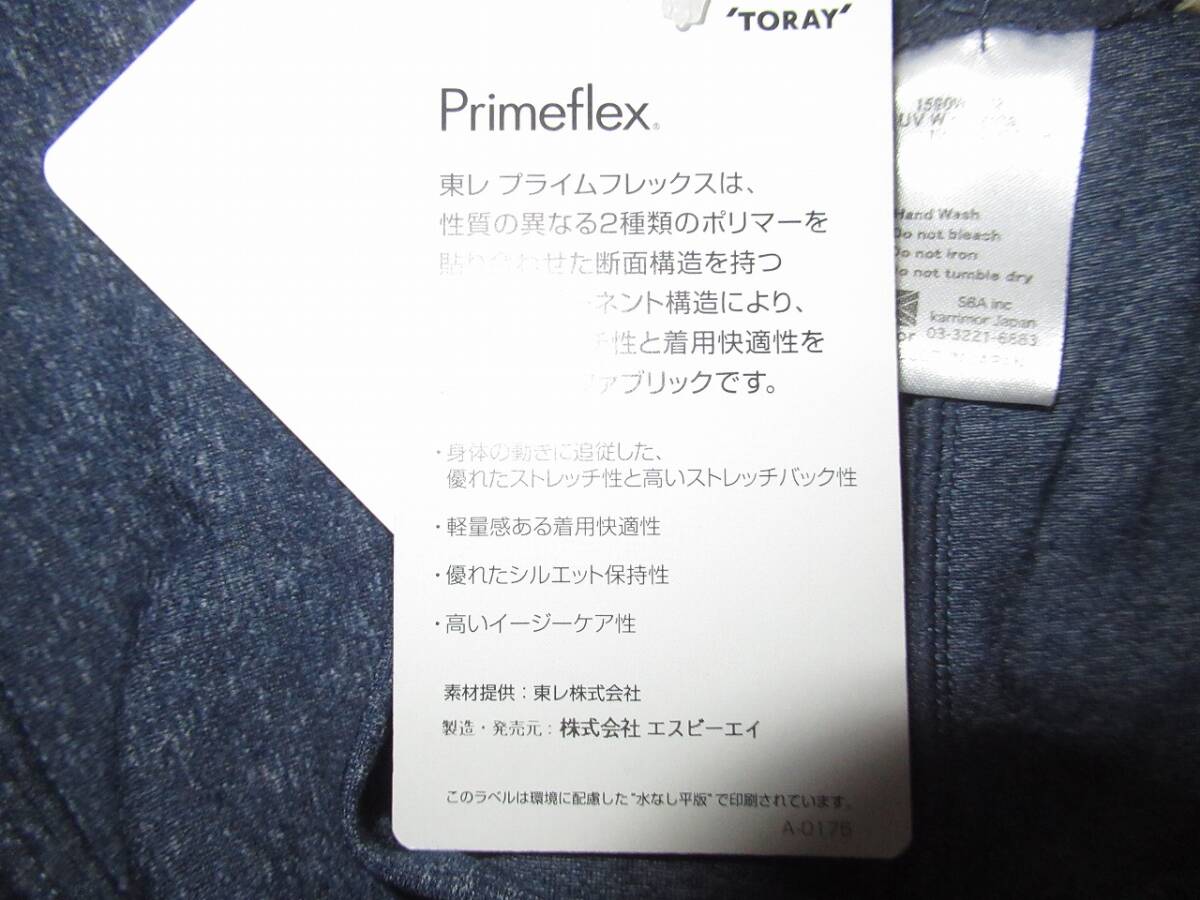 "TORAY"
Primeflex®
東レ プライムフレックスは、
性質の異なる2種類のポリマーを
貼り合わせた断面構造を持つ
ーネント構造により、
チ性と着用快適性を
ファブリックです。
・身体の動きに追従した、
優れたストレッチ性と高いストレッチバック性
・軽量感ある着用快適性
・優れたシルエット保持性
・高いイージーケア性
素材提供：東レ株式会社
製造・発売元：株式会社 エスビーエイ
このラベルは環境に配慮した"水なし平版"で印刷されています。
A-0175
UV
Hand Wash
Do not bleach
Do not iron
Do not tumble dry
SBA inc
karrimor Japan
03-3221-6883